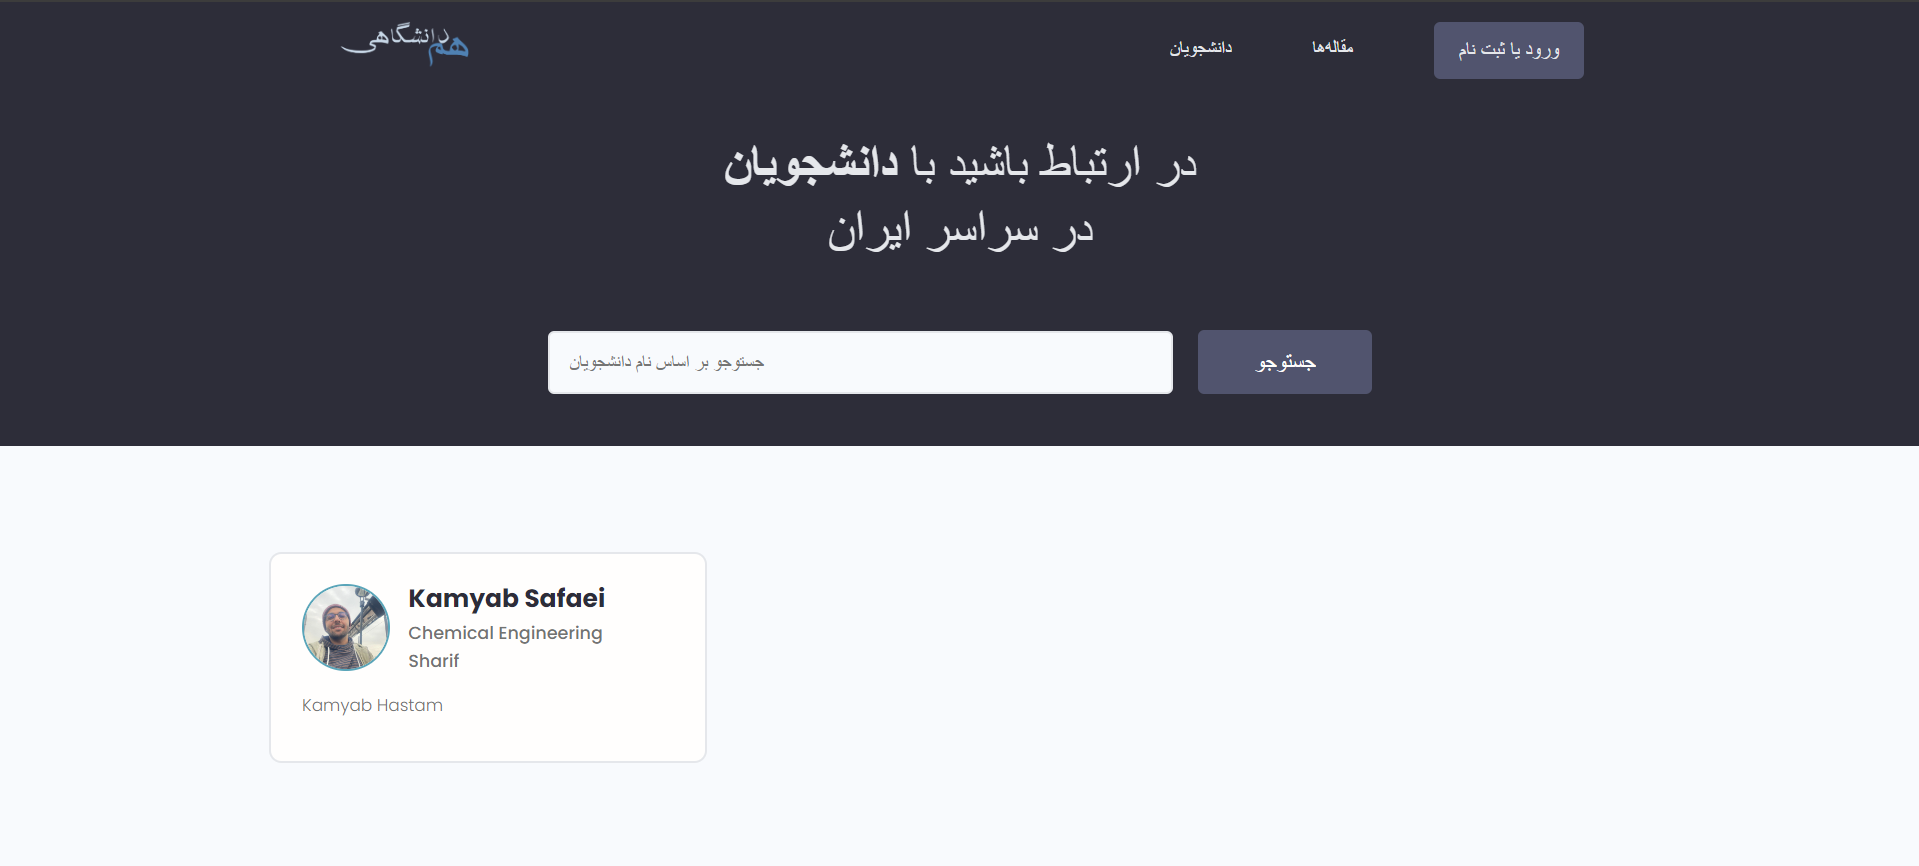 هم‌دانشگاهی
دانشجویان
مقاله‌ها
ورود یا ثبت نام
در ارتباط باشید با دانشجویان
در سراسر ایران
جستوجو بر اساس نام دانشجویان
جستوجو
Kamyab Safaei
Chemical Engineering
Sharif
Kamyab Hastam